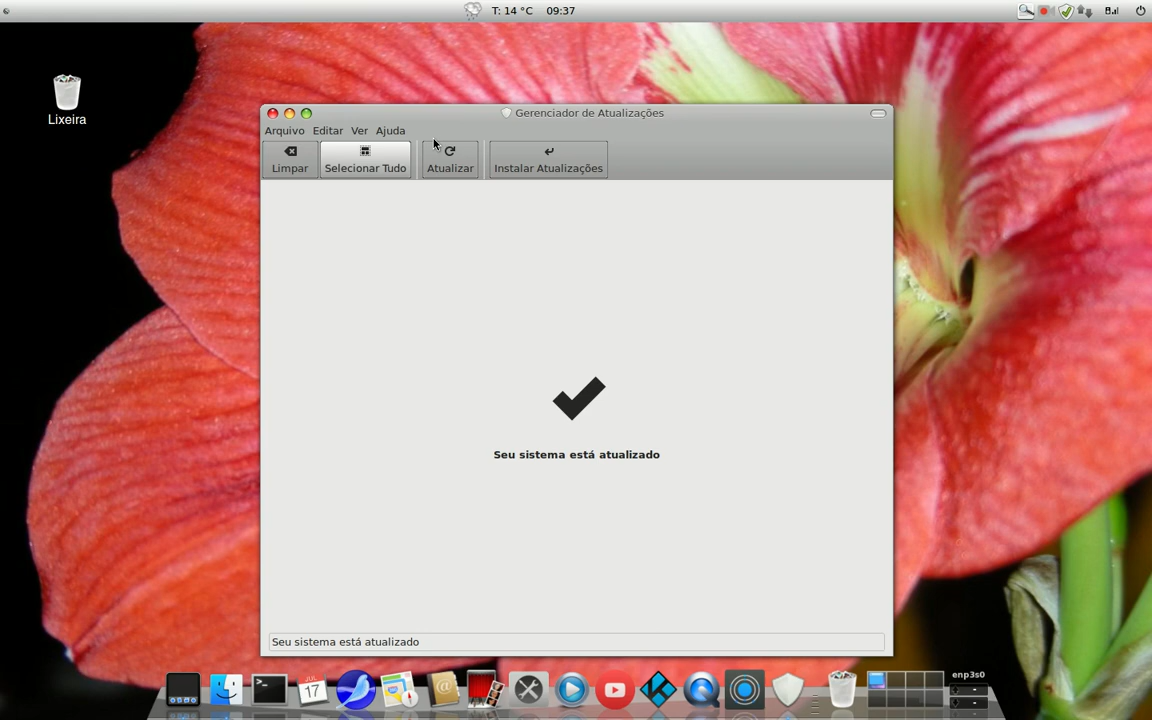 T: 14 °C 09:37
Lixeira
Gerenciador de Atualizações
Arquivo Editar Ver Ajuda
Limpar Selecionar Tudo Atualizar Instalar Atualizações
Seu sistema está atualizado
Seu sistema está atualizado
>_
JUL
17
@
enp3s0
- 
-